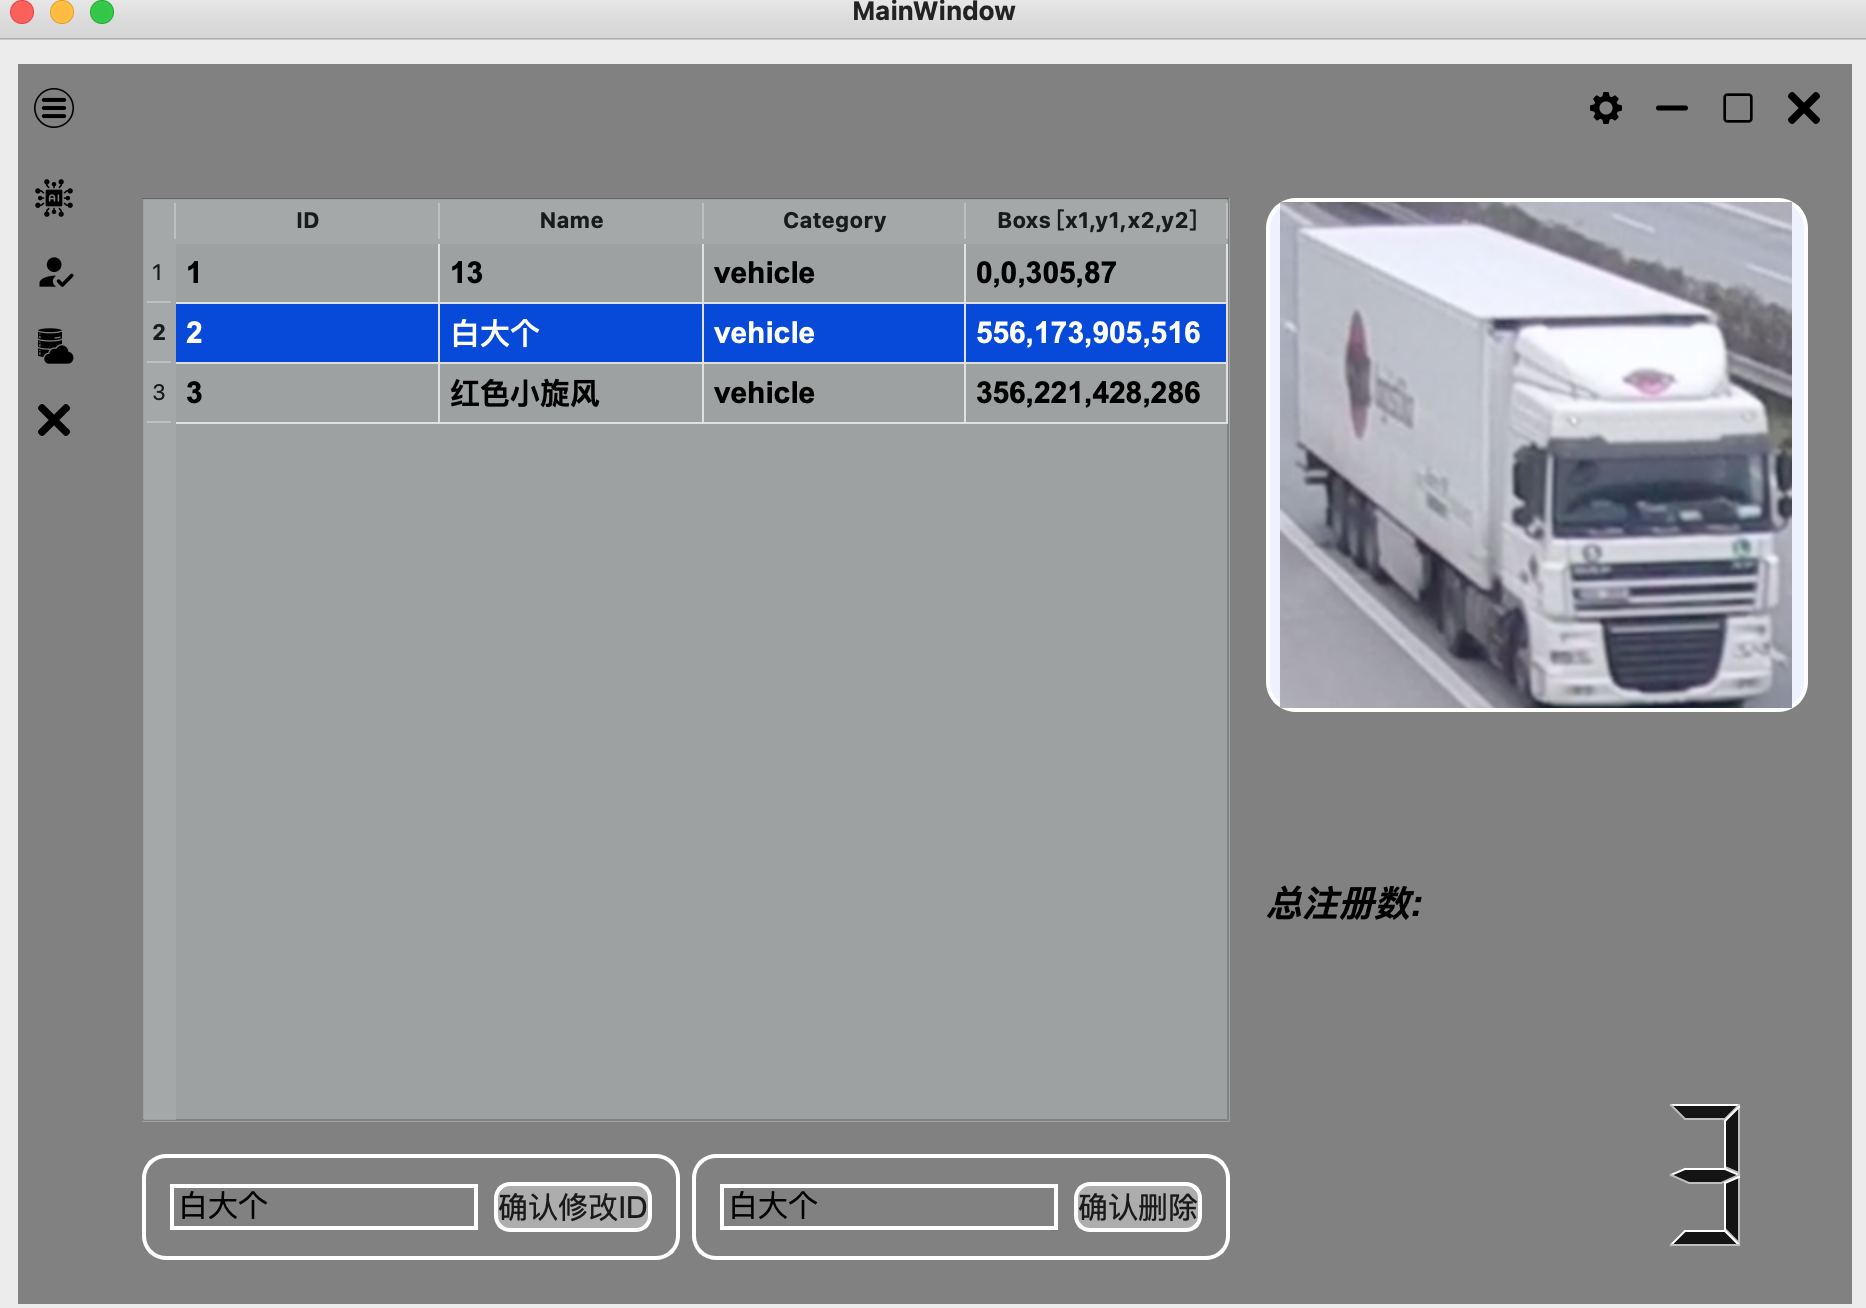 MainWindow
ID Name Category Boxs [x1,y1,x2,y2]
1 1 13 vehicle 0,0,305,87
2 2 白大个 vehicle 556,173,905,516
3 3 红色小旋风 vehicle 356,221,428,286
AI
总注册数:
3
白大个 确认修改ID 白大个 确认删除